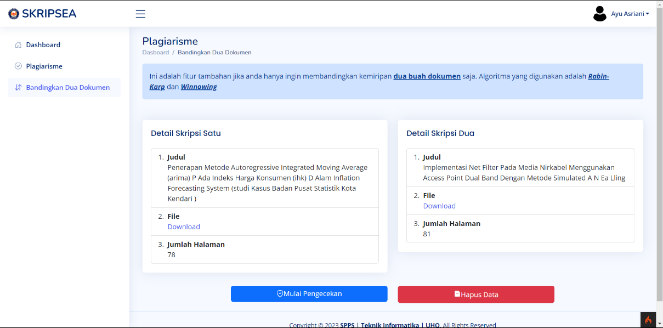 SKRIPSEA
Ayu Asriani
Dashboard
Plagiarisme
Bandingkan Dua Dokumen
Plagiarisme
Dasboard / Bandingkan Dua Dokumen
Ini adalah fitur tambahan jika anda hanya ingin membandingkan kemiripan dua buah dokumen saja, Algoritma yang digunakan adalah Rabin-
Karp dan Winnowing
Detail Skripsi Satu
1. Judul
Penerapan Metode Autoregressive Integrated Moving Average
(arima) P Ada Indeks Harga Konsumen (ihk) D Alam Inflation
Forecasting System (studi Kasus Badan Pusat Statistik Kota
Kendari )
2. File
Download
3. Jumlah Halaman
78
Detail Skripsi Dua
1. Judul
Implementasi Net Filter Pada Media Nirkabel Menggunakan
Access Point Dual Band Dengan Metode Simulated A N Ea Lling
2. File
Download
3. Jumlah Halaman
81
Mulai Pengecekan
Hapus Data
Copyright © 2023 SPPS | Teknik Informatika | UHO. All Rights Reserved